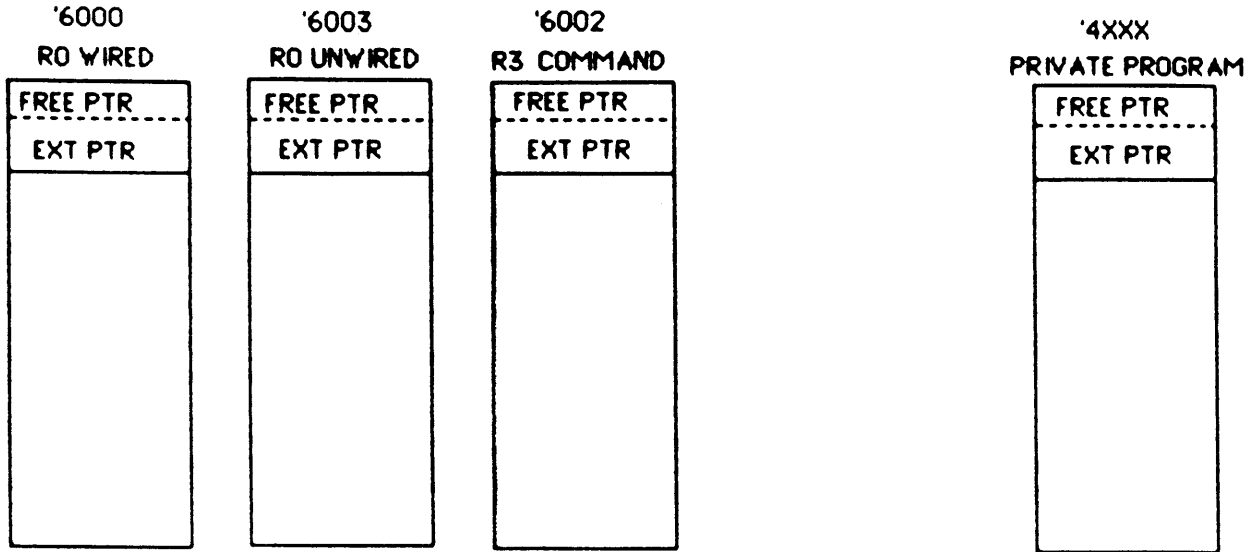 '6000
R0 WIRED
FREE PTR
EXT PTR
'6003
R0 UNWIRED
FREE PTR
EXT PTR
'6002
R3 COMMAND
FREE PTR
EXT PTR
'4XXX
PRIVATE PROGRAM
FREE PTR
EXT PTR